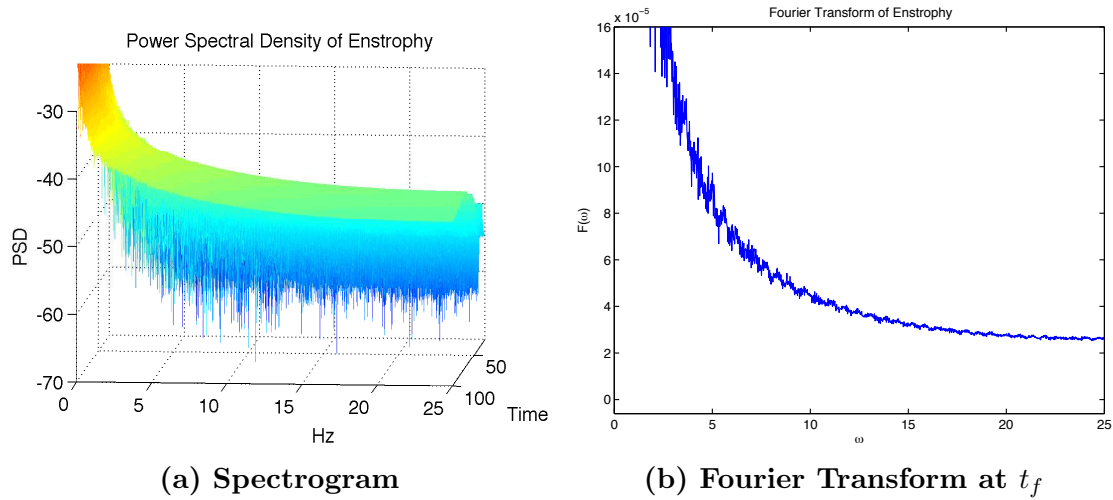 Power Spectral Density of Enstrophy
PSD
-30
-40
-50
-60
-70
0
5
10
15
20
25
Hz
50
100
Time
(a) Spectrogram
Fourier Transform of Enstrophy
x 10⁻⁵
F(ω)
16
14
12
10
8
6
4
2
0
0
5
10
15
20
25
ω
(b) Fourier Transform at t_f